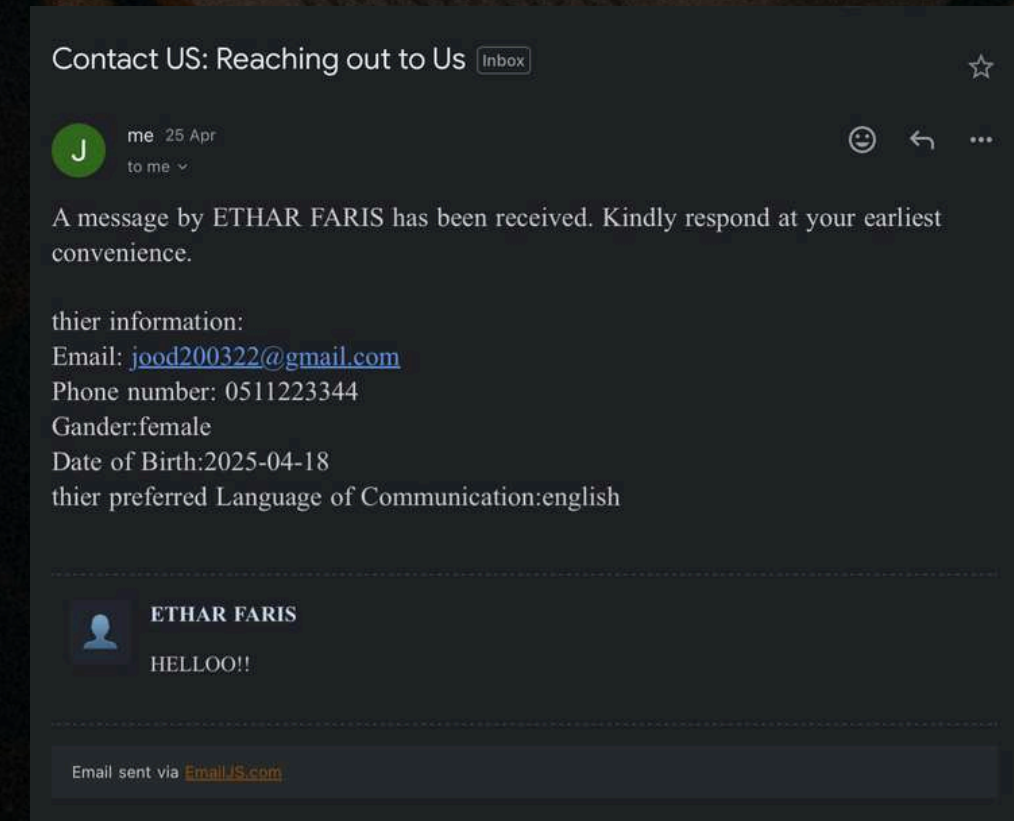 Contact US: Reaching out to Us Inbox
J
me 25 Apr
to me
A message by ETHAR FARIS has been received. Kindly respond at your earliest
convenience.
thier information:
Email: jood200322@gmail.com
Phone number: 0511223344
Gander:female
Date of Birth:2025-04-18
thier preferred Language of Communication:english
ETHAR FARIS
HELLOO!!
Email sent via EmailJS.com